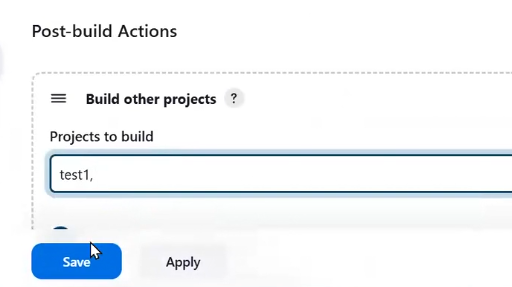 Post-build Actions
Build other projects ?
Projects to build
test1,
Save Apply